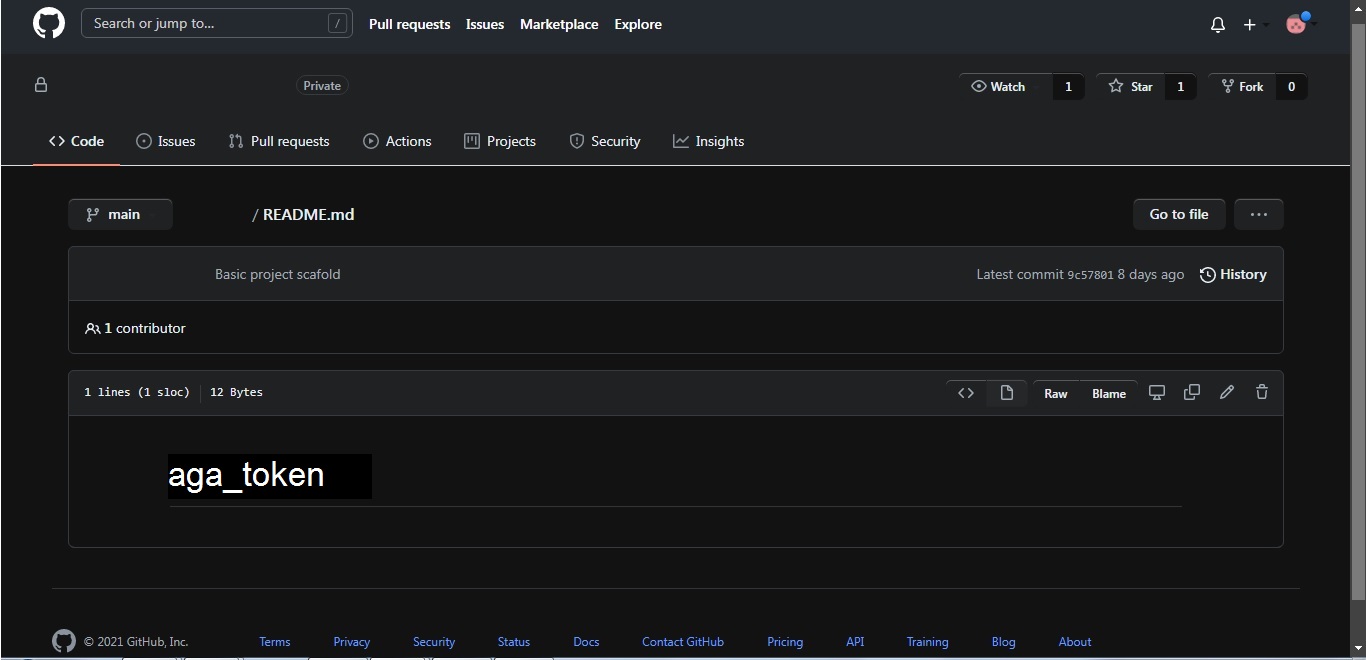 Search or jump to... / Pull requests Issues Marketplace Explore
Private Watch 1 Star 1 Fork 0
Code Issues Pull requests Actions Projects Security Insights
main / README.md Go to file ...
Basic project scafold Latest commit 9c57801 8 days ago History
1 contributor
1 lines (1 sloc) 12 Bytes <> Raw Blame
aga_token
© 2021 GitHub, Inc. Terms Privacy Security Status Docs Contact GitHub Pricing API Training Blog About